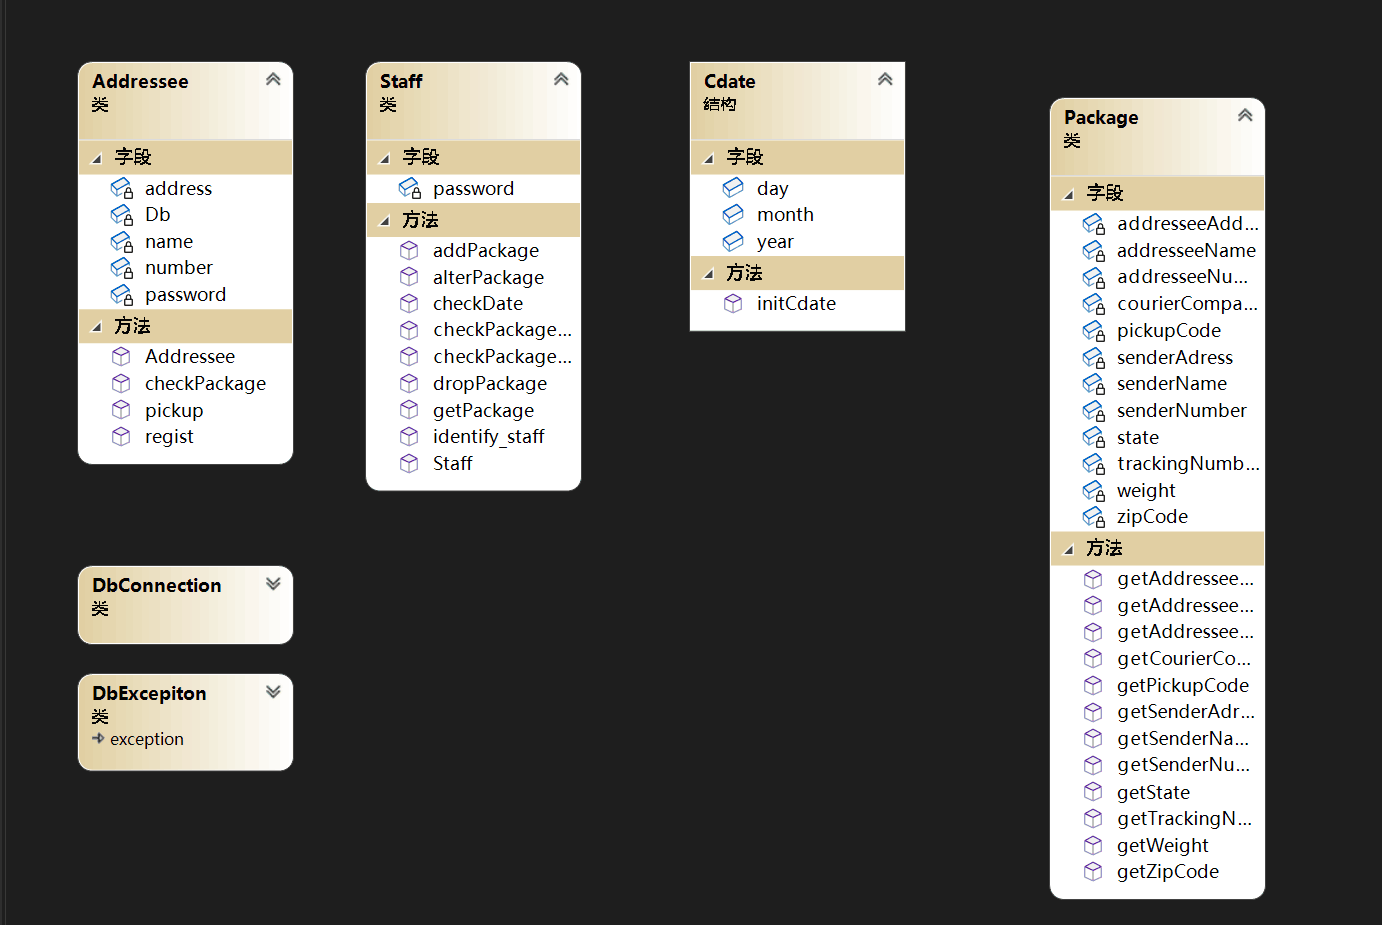 Addressee
类
字段
address
Db
name
number
password
方法
Addressee
checkPackage
pickup
regist
Staff
类
字段
password
方法
addPackage
alterPackage
checkDate
checkPackage...
checkPackage...
dropPackage
getPackage
identify_staff
Staff
Cdate
结构
字段
day
month
year
方法
initCdate
Package
类
字段
addresseeAdd...
addresseeName
addresseeNu...
courierCompa...
pickupCode
senderAdress
senderName
senderNumber
state
trackingNumb...
weight
zipCode
方法
getAddressee...
getAddressee...
getAddressee...
getCourierCo...
getPickupCode
getSenderAdr...
getSenderNa...
getSenderNu...
getState
getTrackingN...
getWeight
getZipCode
DbConnection
类
DbExcepiton
类
exception